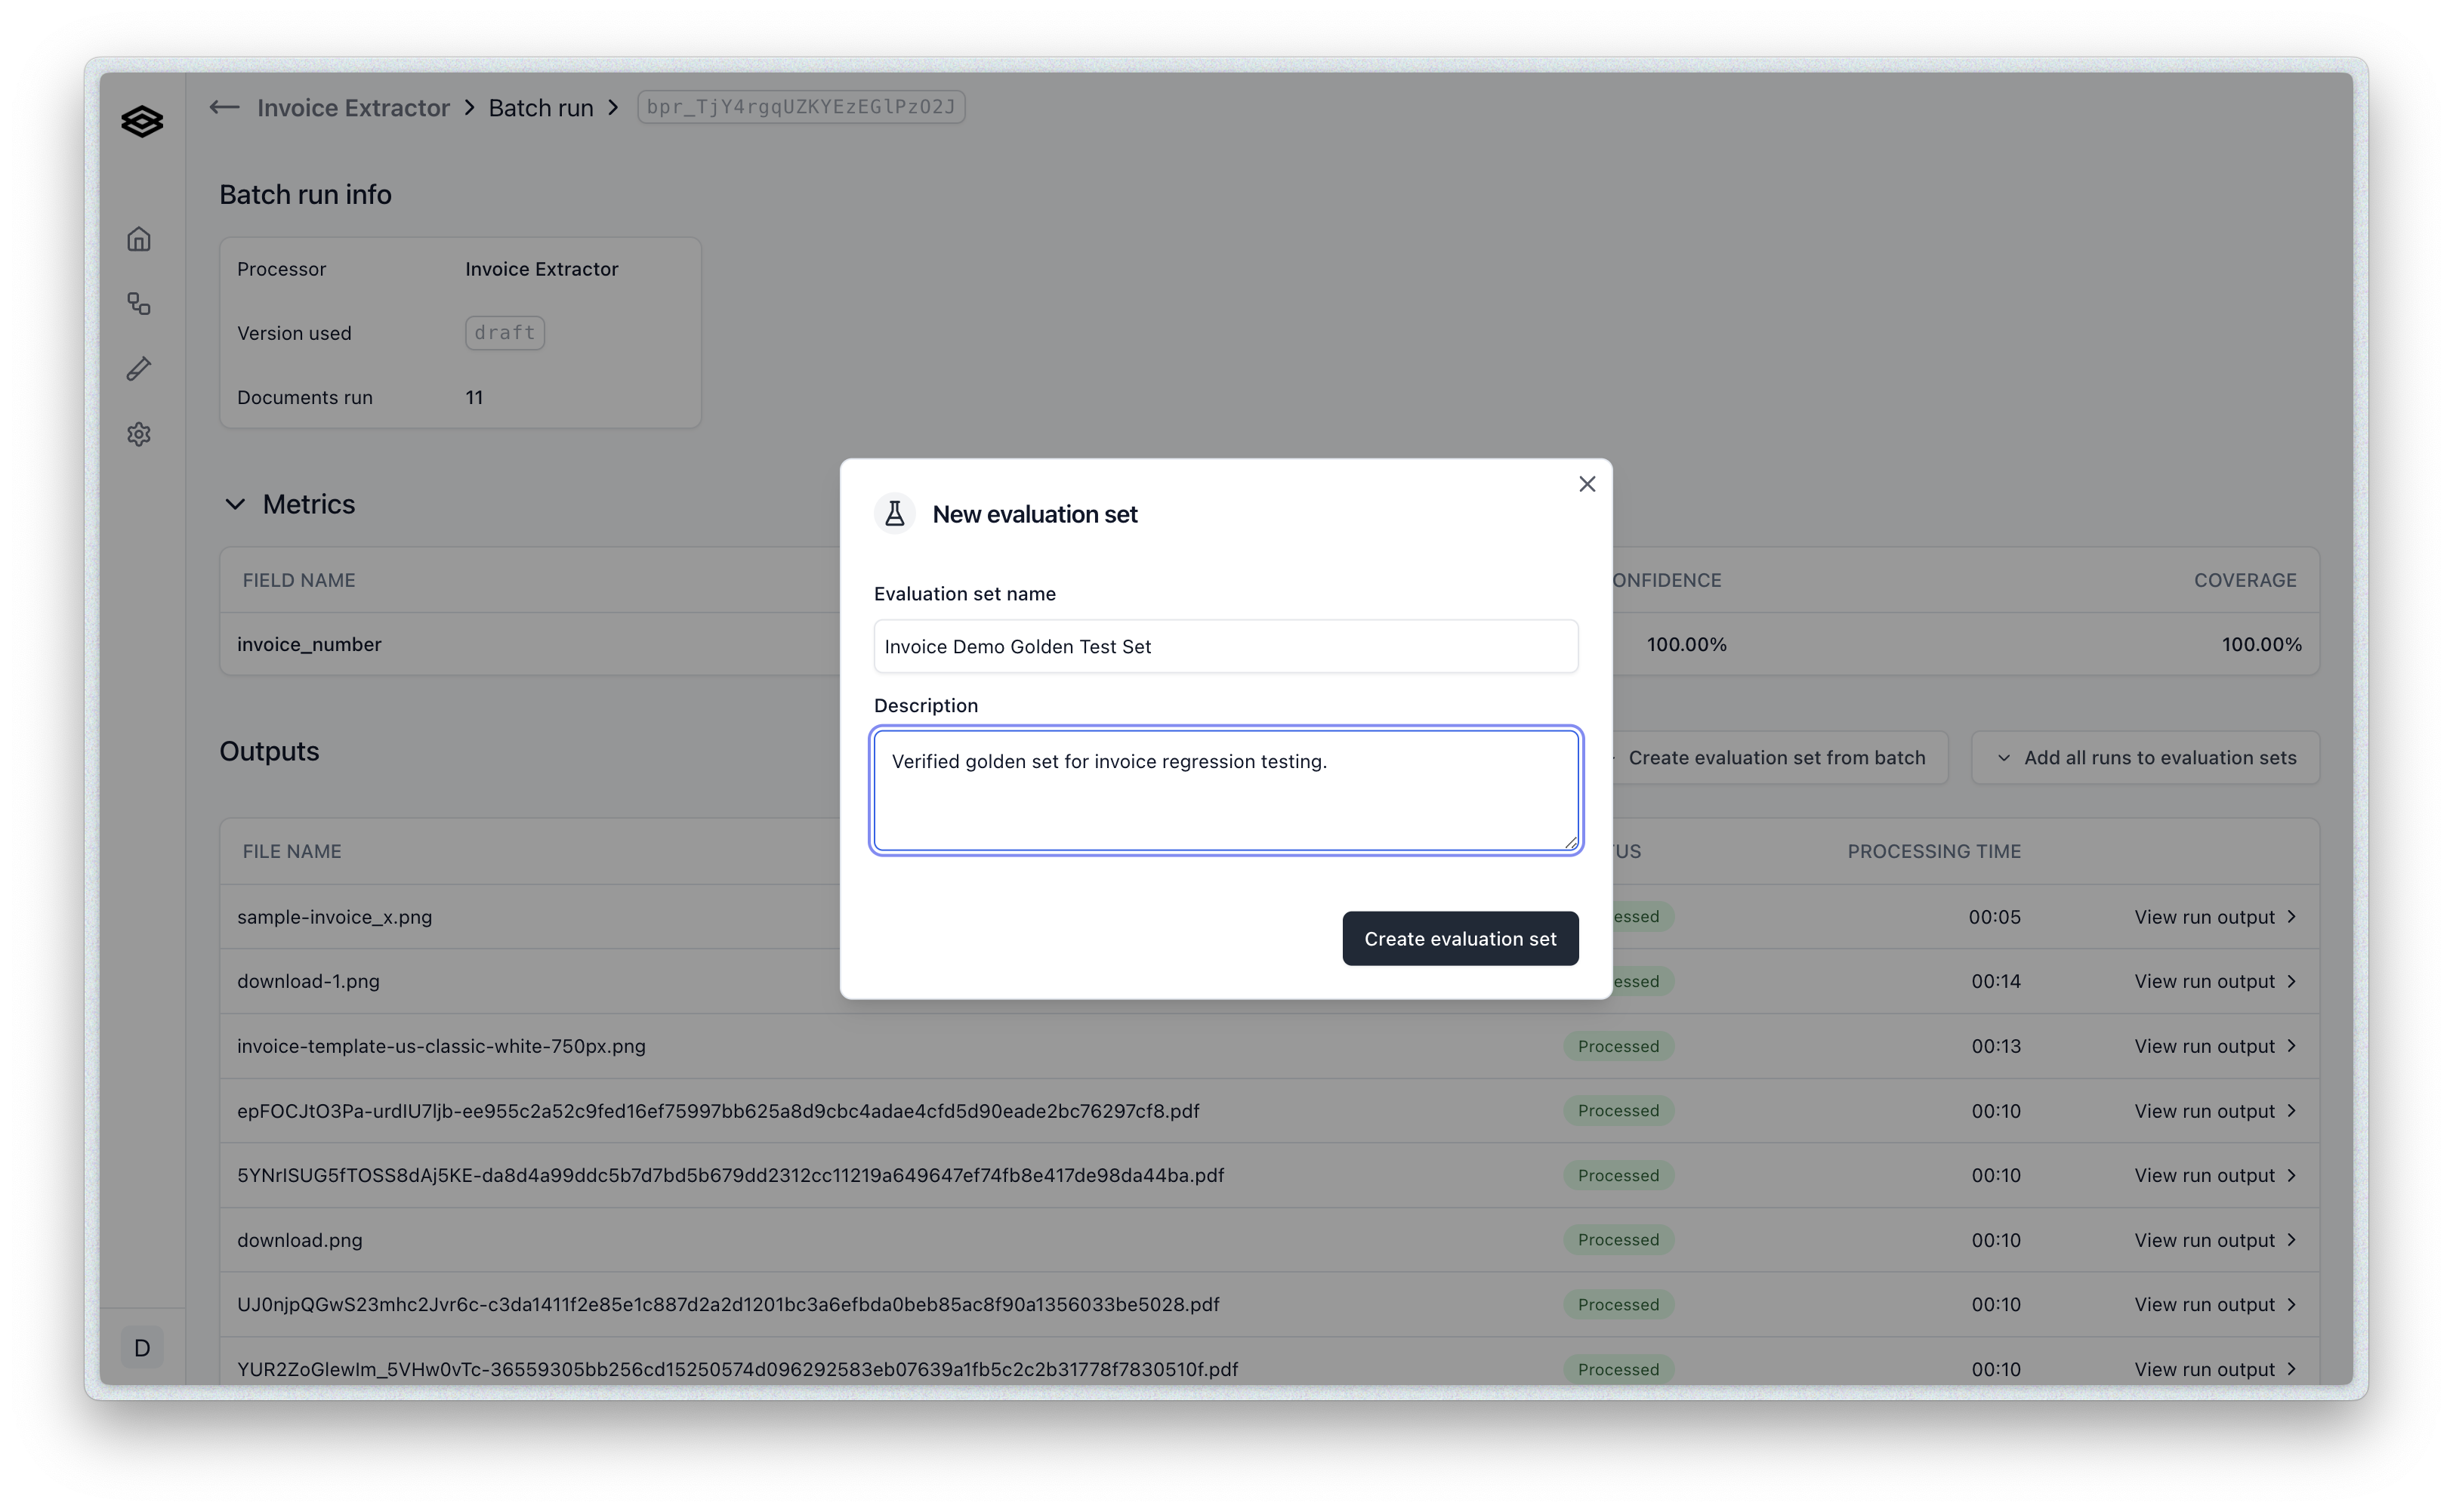 Invoice Extractor > Batch run > bpr_TjY4rgqUZKYEzEGlPzO2J
Batch run info
Processor Invoice Extractor
Version used draft
Documents run 11
Metrics
FIELD NAME ONFIDENCE COVERAGE
invoice_number 100.00% 100.00%
New evaluation set
Evaluation set name
Invoice Demo Golden Test Set
Description
Verified golden set for invoice regression testing.
Create evaluation set
Outputs
Create evaluation set from batch
Add all runs to evaluation sets
FILE NAME TUS PROCESSING TIME
sample-invoice_x.png essed 00:05 View run output
download-1.png essed 00:14 View run output
invoice-template-us-classic-white-750px.png Processed 00:13 View run output
epFOCJtO3Pa-urdIU7ljb-ee955c2a52c9fed16ef75997bb625a8d9cbc4adae4cfd5d90eade2bc76297cf8.pdf Processed 00:10 View run output
5YNrISUG5fTOSS8dAj5KE-da8d4a99ddc5b7d7bd5b679dd2312cc11219a649647ef74fb8e417de98da44ba.pdf Processed 00:10 View run output
download.png Processed 00:10 View run output
UJ0njpQGwS23mhc2Jvr6c-c3da1411f2e85e1c887d2a2d1201bc3a6efbda0beb85ac8f90a1356033be5028.pdf Processed 00:10 View run output
YUR2ZoGlewIm_5VHw0vTc-36559305bb256cd15250574d096292583eb07639a1fb5c2c2b31778f7830510f.pdf Processed 00:10 View run output
D